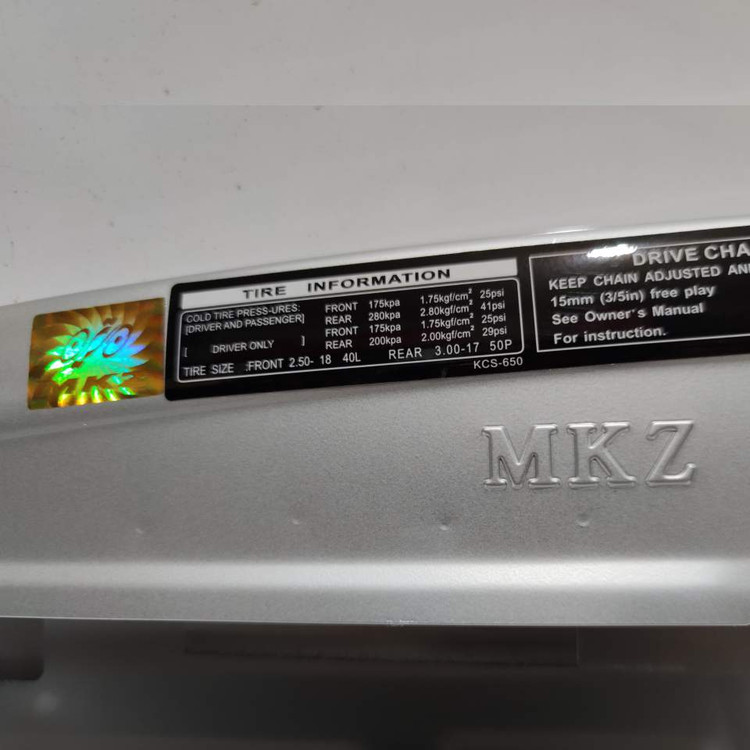 TIRE INFORMATION
COLD TIRE PRESS-URES: FRONT 175kpa 1.75kgf/cm² 25psi
[DRIVER AND PASSENGER] REAR 280kpa 2.80kgf/cm² 41psi
FRONT 175kpa 1.75kgf/cm² 25psi
[ DRIVER ONLY ] REAR 200kpa 2.00kgf/cm² 29psi
TIRE SIZE :FRONT 2.50- 18 40L REAR 3.00-17 50P
KCS-650
DRIVE CHA
KEEP CHAIN ADJUSTED AN
15mm (3/5in) free play
See Owner's Manual
For instruction.
MKZ